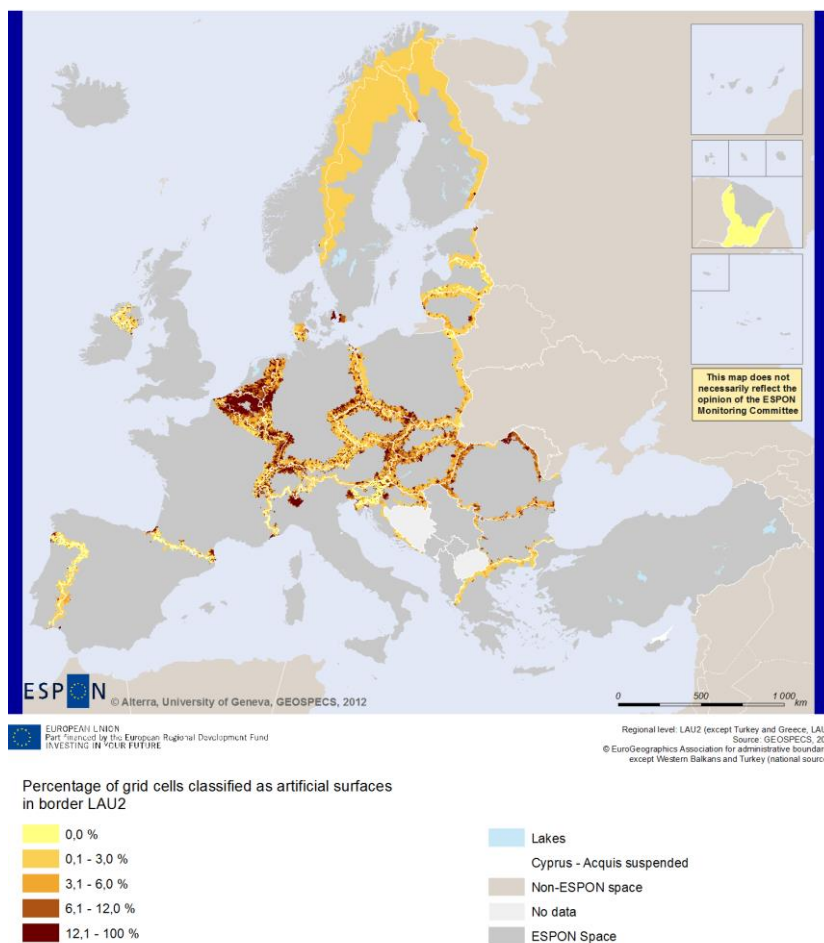 This map does not
necessarily reflect the
opinion of the ESPON
Monitoring Committee
ESPON
© Alterra, University of Geneva, GEOSPECS, 2012
0 500 1 000
km
EUROPEAN UNION
Part financed by the European Regional Development Fund
INVESTING IN YOUR FUTURE
Regional level: LAU2 (except Turkey and Greece, LAU
Source: GEOSPECS, 20
© EuroGeographics Association for administrative boundar
except Western Balkans and Turkey (national source
Percentage of grid cells classified as artificial surfaces
in border LAU2
0,0 %
0,1 - 3,0 %
3,1 - 6,0 %
6,1 - 12,0 %
12,1 - 100 %
Lakes
Cyprus - Acquis suspended
Non-ESPON space
No data
ESPON Space